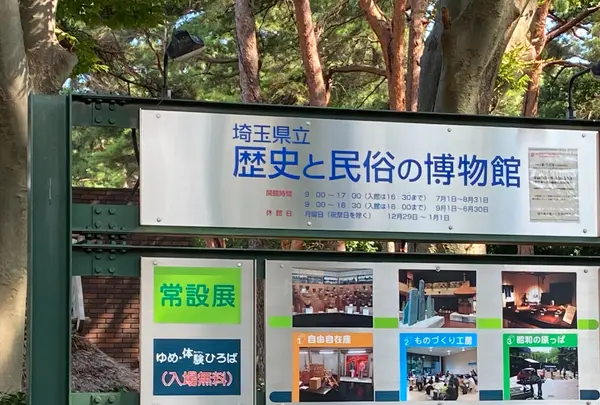 埼玉県立
歴史と民俗の博物館
開館時間 9:00～17:00(入館は16:30まで) 7月1日～8月31日
9:00～16:30(入館は16:00まで) 9月1日～6月30日
休館日 月曜日(祝祭日を除く) 12月29日～1月1日
常設展
ゆめ・体験ひろば
(入場無料)
1 自由自在座
2 ものづくり工房
3 昭和の原っぱ